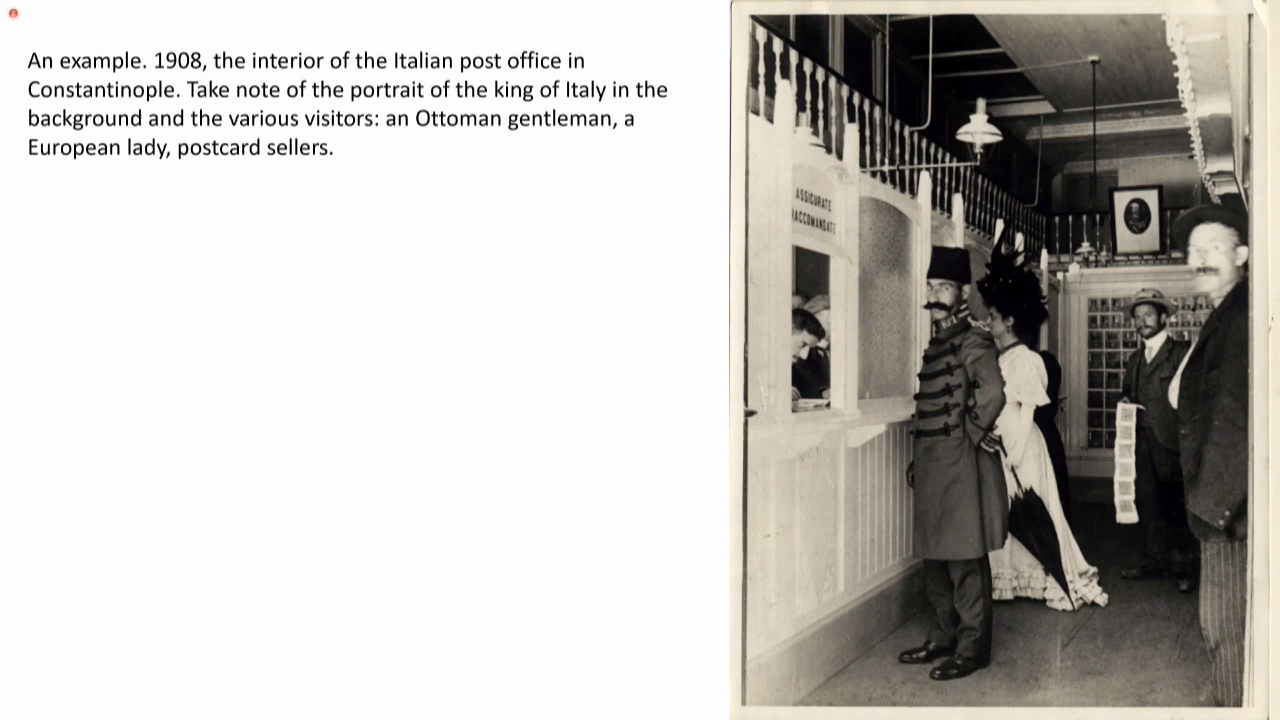 An example. 1908, the interior of the Italian post office in
Constantinople. Take note of the portrait of the king of Italy in the
background and the various visitors: an Ottoman gentleman, a
European lady, postcard sellers.
ASSICURATE
RACCOMANDATE